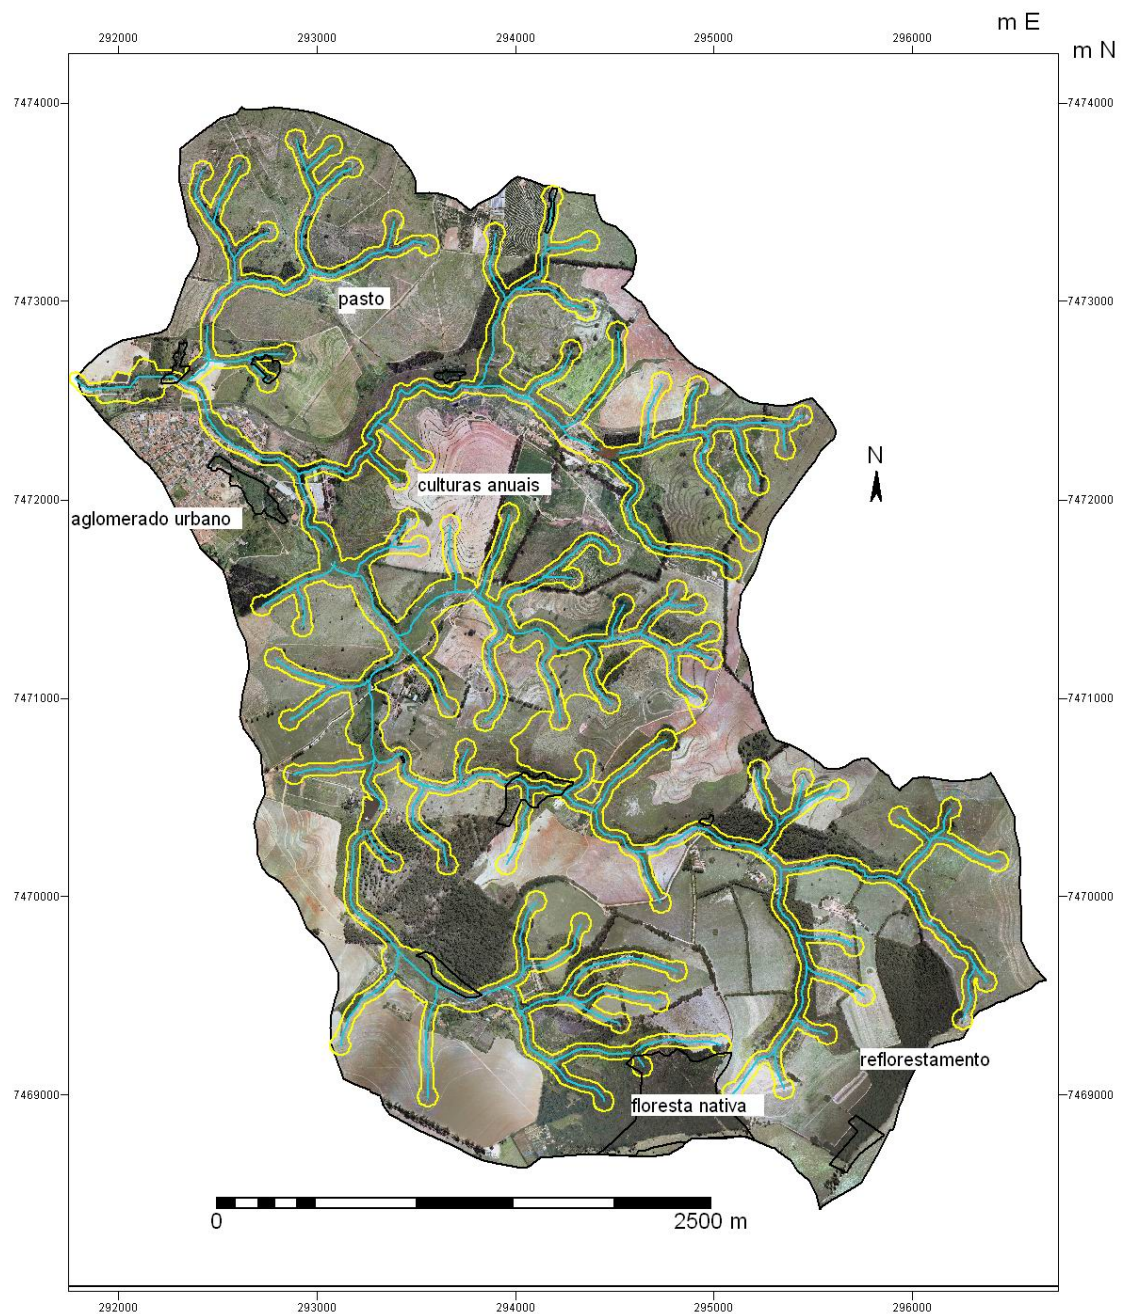 m E
292000 293000 294000 295000 296000
m N
7474000 7474000
7473000 7473000
pasto
N
culturas anuais
7472000 7472000
aglomerado urbano
7471000 7471000
7470000 7470000
reflorestamento
7469000 7469000
floresta nativa
0 2500 m
292000 293000 294000 295000 296000